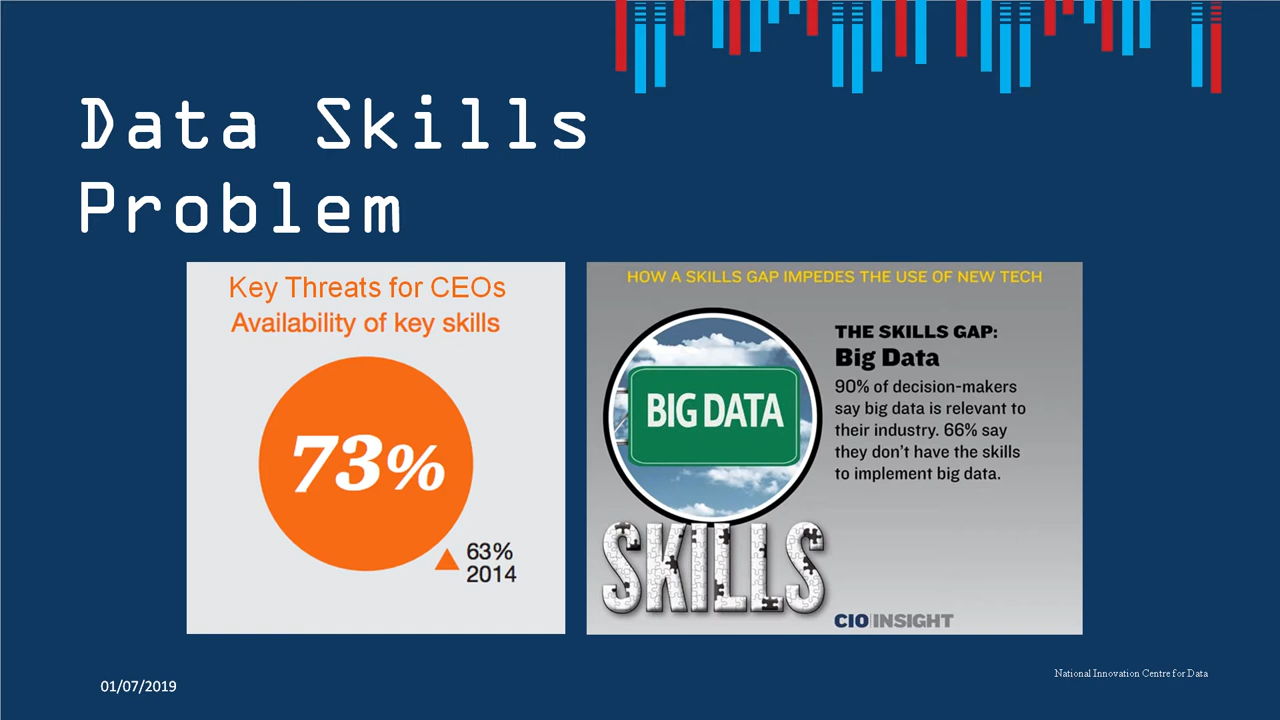 Data Skills
Problem
Key Threats for CEOs
Availability of key skills
73%
63%
2014
HOW A SKILLS GAP IMPEDES THE USE OF NEW TECH
BIG DATA
SKILLS
THE SKILLS GAP:
Big Data
90% of decision-makers
say big data is relevant to
their industry. 66% say
they don't have the skills
to implement big data.
CIO INSIGHT
01/07/2019
National Innovation Centre for Data